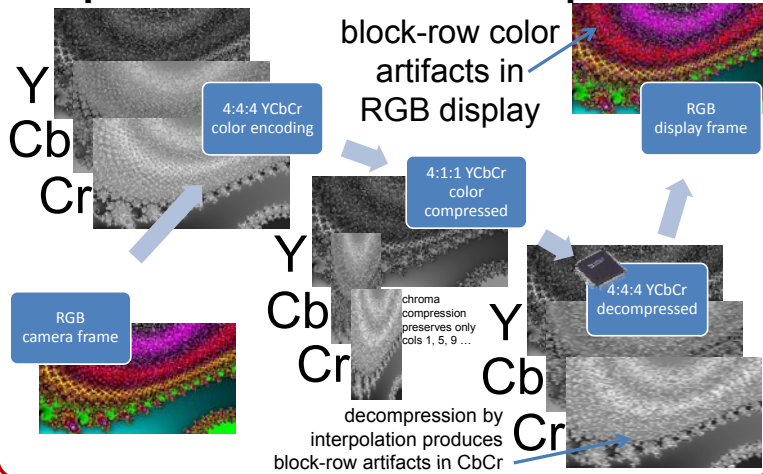 block-row color
artifacts in
RGB display
Y
Cb
Cr
4:4:4 YCbCr
color encoding
RGB
display frame
4:1:1 YCbCr
color
compressed
Y
Cb
Cr
chroma
compression
preserves only
cols 1, 5, 9 ...
RGB
camera frame
4:4:4 YCbCr
decompressed
Y
Cb
Cr
decompression by
interpolation produces
block-row artifacts in CbCr